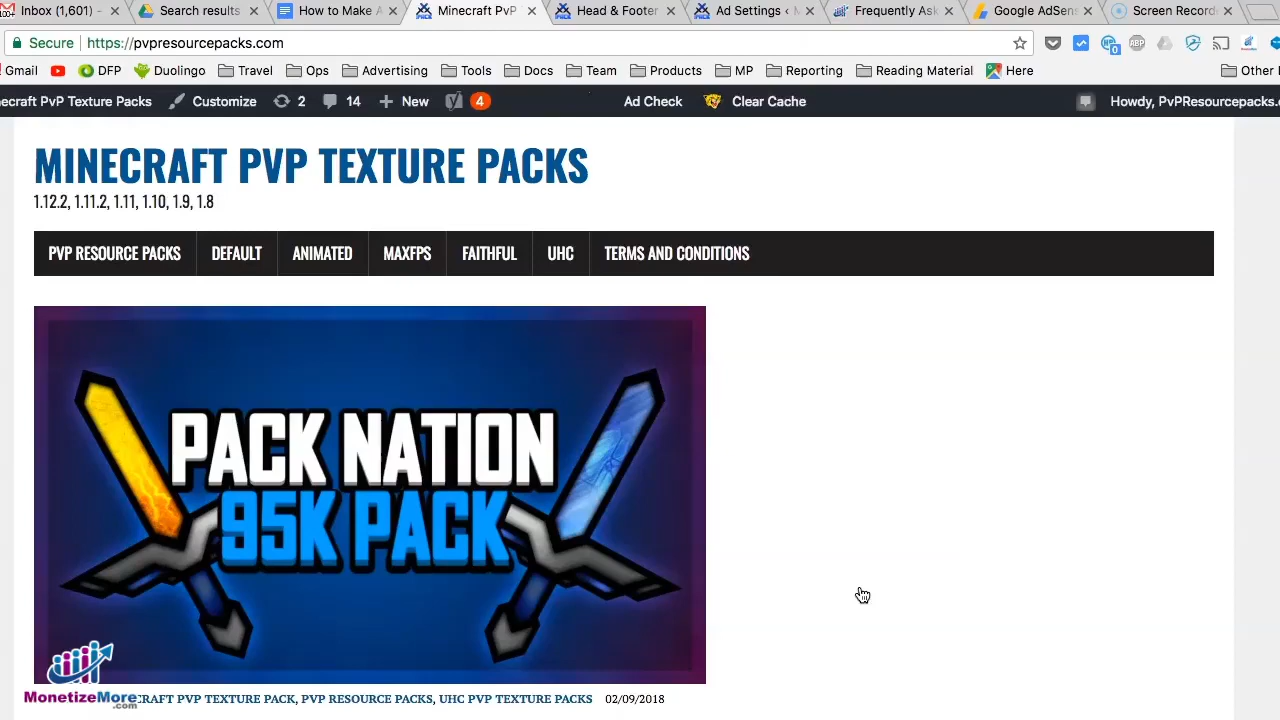 Inbox (1,601) - Search results How to Make A Minecraft PvP Head & Footer Ad Settings ‹ M Frequently Ask Google AdSens Screen Record
Secure https://pvpresourcepacks.com
Gmail DFP Duolingo Travel Ops Advertising Tools Docs Team Products MP Reporting Reading Material Here Other
ecraft PvP Texture Packs Customize 2 14 New 4 Ad Check Clear Cache Howdy, PvPResourcepacks.c
MINECRAFT PVP TEXTURE PACKS
1.12.2, 1.11.2, 1.11, 1.10, 1.9, 1.8
PVP RESOURCE PACKS DEFAULT ANIMATED MAXFPS FAITHFUL UHC TERMS AND CONDITIONS
PACK NATION
95K PACK
MonetizeMore.com
CRAFT PVP TEXTURE PACK, PVP RESOURCE PACKS, UHC PVP TEXTURE PACKS 02/09/2018